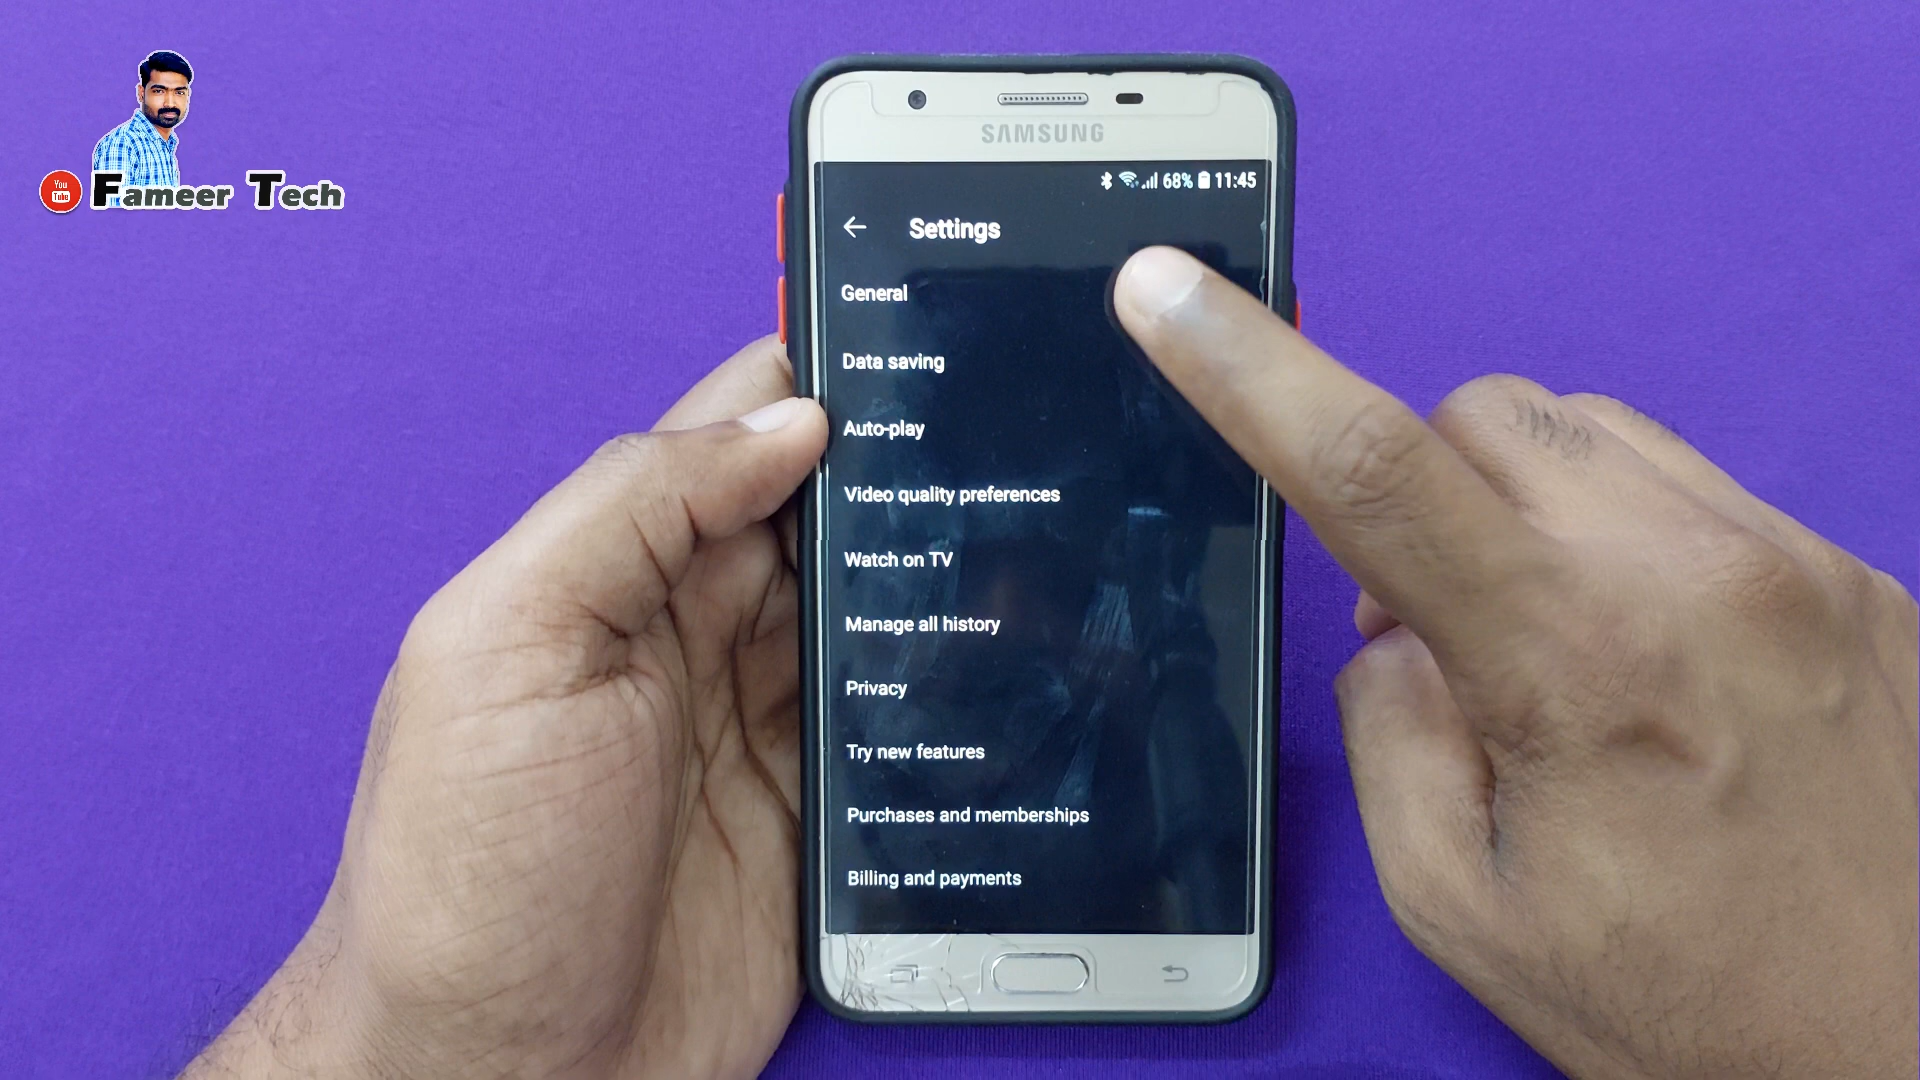 You
Tube
Fameer Tech
SAMSUNG
68% 11:45
Settings
General
Data saving
Auto-play
Video quality preferences
Watch on TV
Manage all history
Privacy
Try new features
Purchases and memberships
Billing and payments